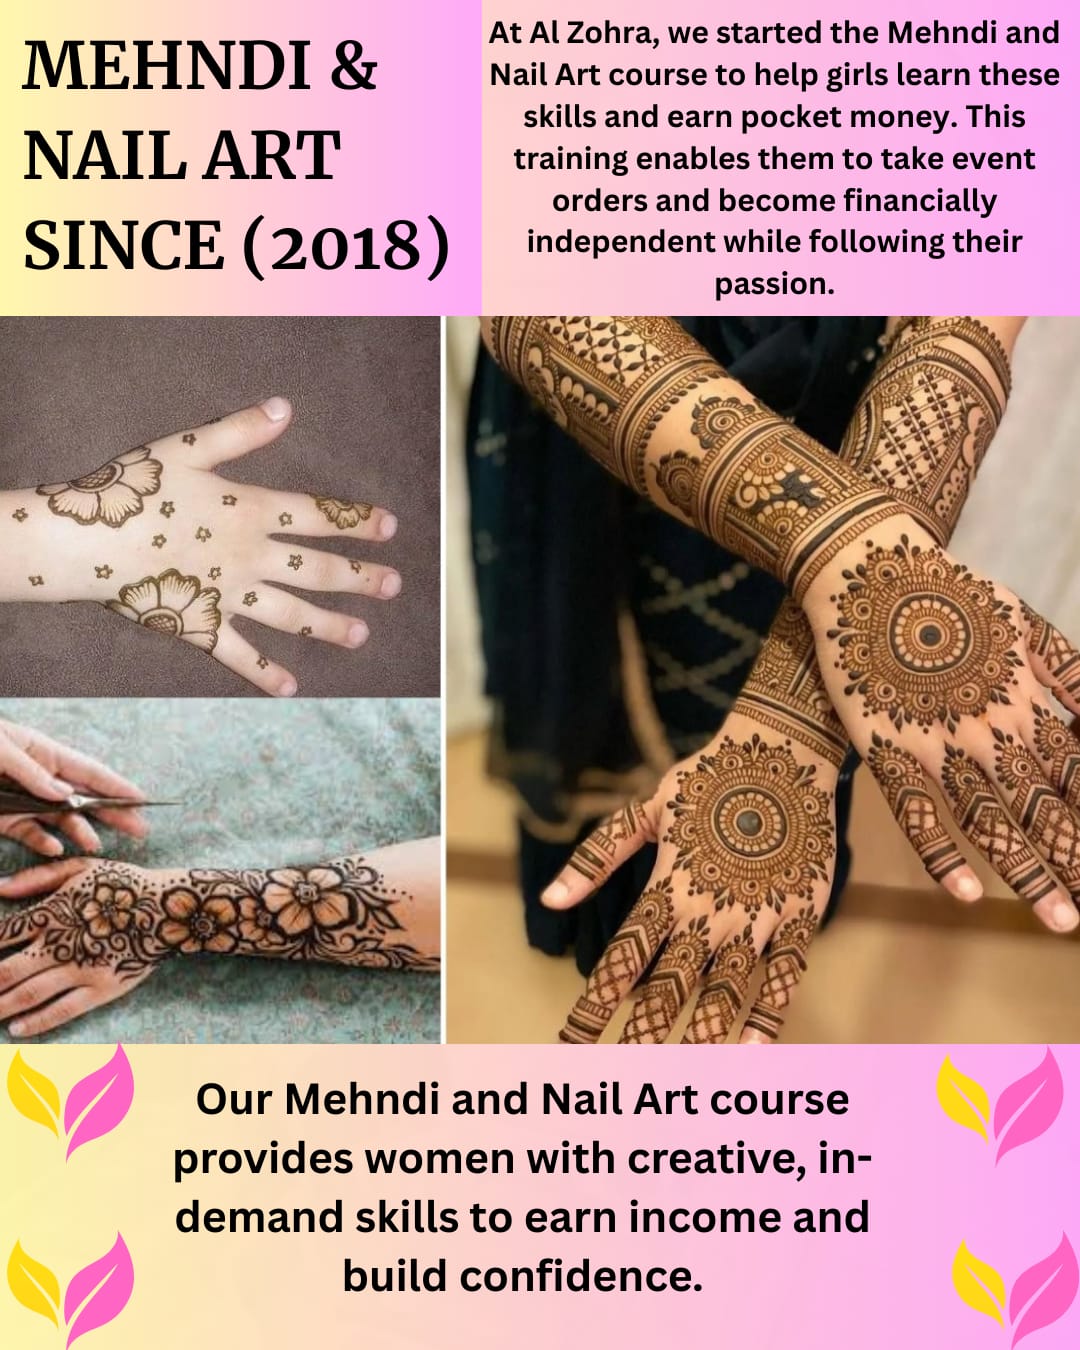 MEHNDI &
NAIL ART
SINCE (2018)
At Al Zohra, we started the Mehndi and
Nail Art course to help girls learn these
skills and earn pocket money. This
training enables them to take event
orders and become financially
independent while following their
passion.
Our Mehndi and Nail Art course
provides women with creative, in-
demand skills to earn income and
build confidence.